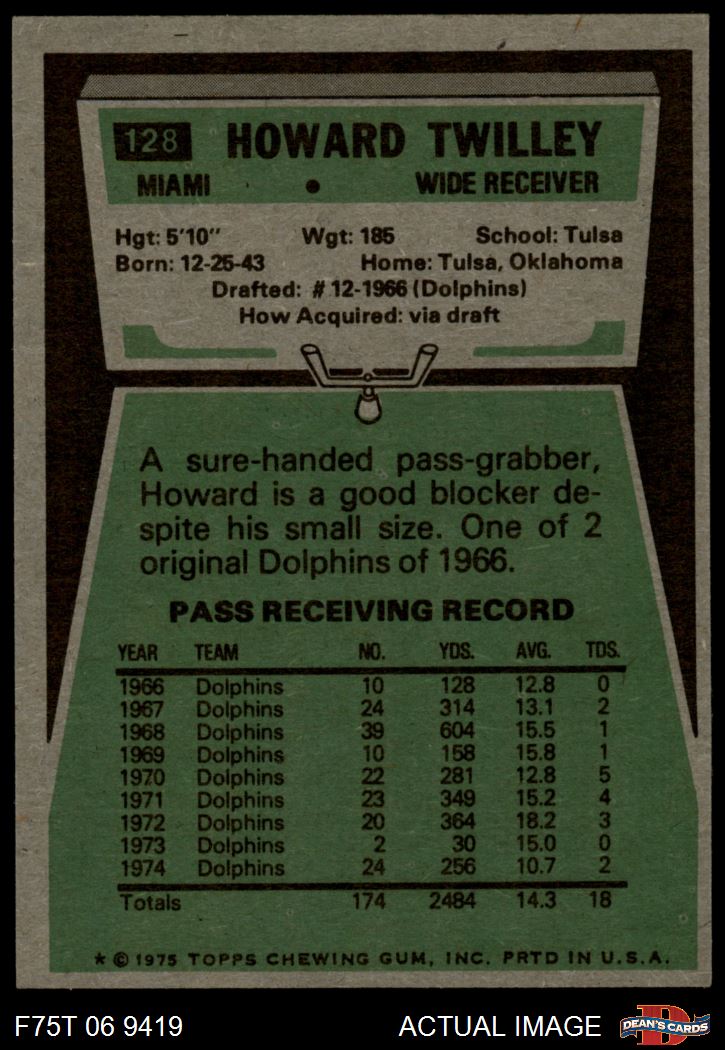 128 HOWARD TWILLEY
MIAMI • WIDE RECEIVER
Hgt: 5'10" Wgt: 185 School: Tulsa
Born: 12-25-43 Home: Tulsa, Oklahoma
Drafted: #12-1966 (Dolphins)
How Acquired: via draft
A sure-handed pass-grabber,
Howard is a good blocker de-
spite his small size. One of 2
original Dolphins of 1966.
PASS RECEIVING RECORD
YEAR TEAM NO. YDS. AVG. TDS.
1966 Dolphins 10 128 12.8 0
1967 Dolphins 24 314 13.1 2
1968 Dolphins 39 604 15.5 1
1969 Dolphins 10 158 15.8 1
1970 Dolphins 22 281 12.8 5
1971 Dolphins 23 349 15.2 4
1972 Dolphins 20 364 18.2 3
1973 Dolphins 2 30 15.0 0
1974 Dolphins 24 256 10.7 2
Totals 174 2484 14.3 18
* © 1975 TOPPS CHEWING GUM, INC. PRTD IN U.S.A.
F75T 06 9419 ACTUAL IMAGE D DEAN'S CARDS